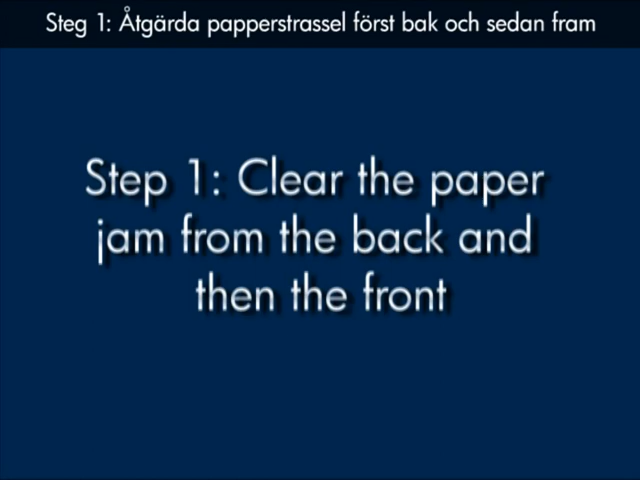 Steg 1: Åtgärda papperstrassel först bak och sedan fram
Step 1: Clear the paper
jam from the back and
then the front